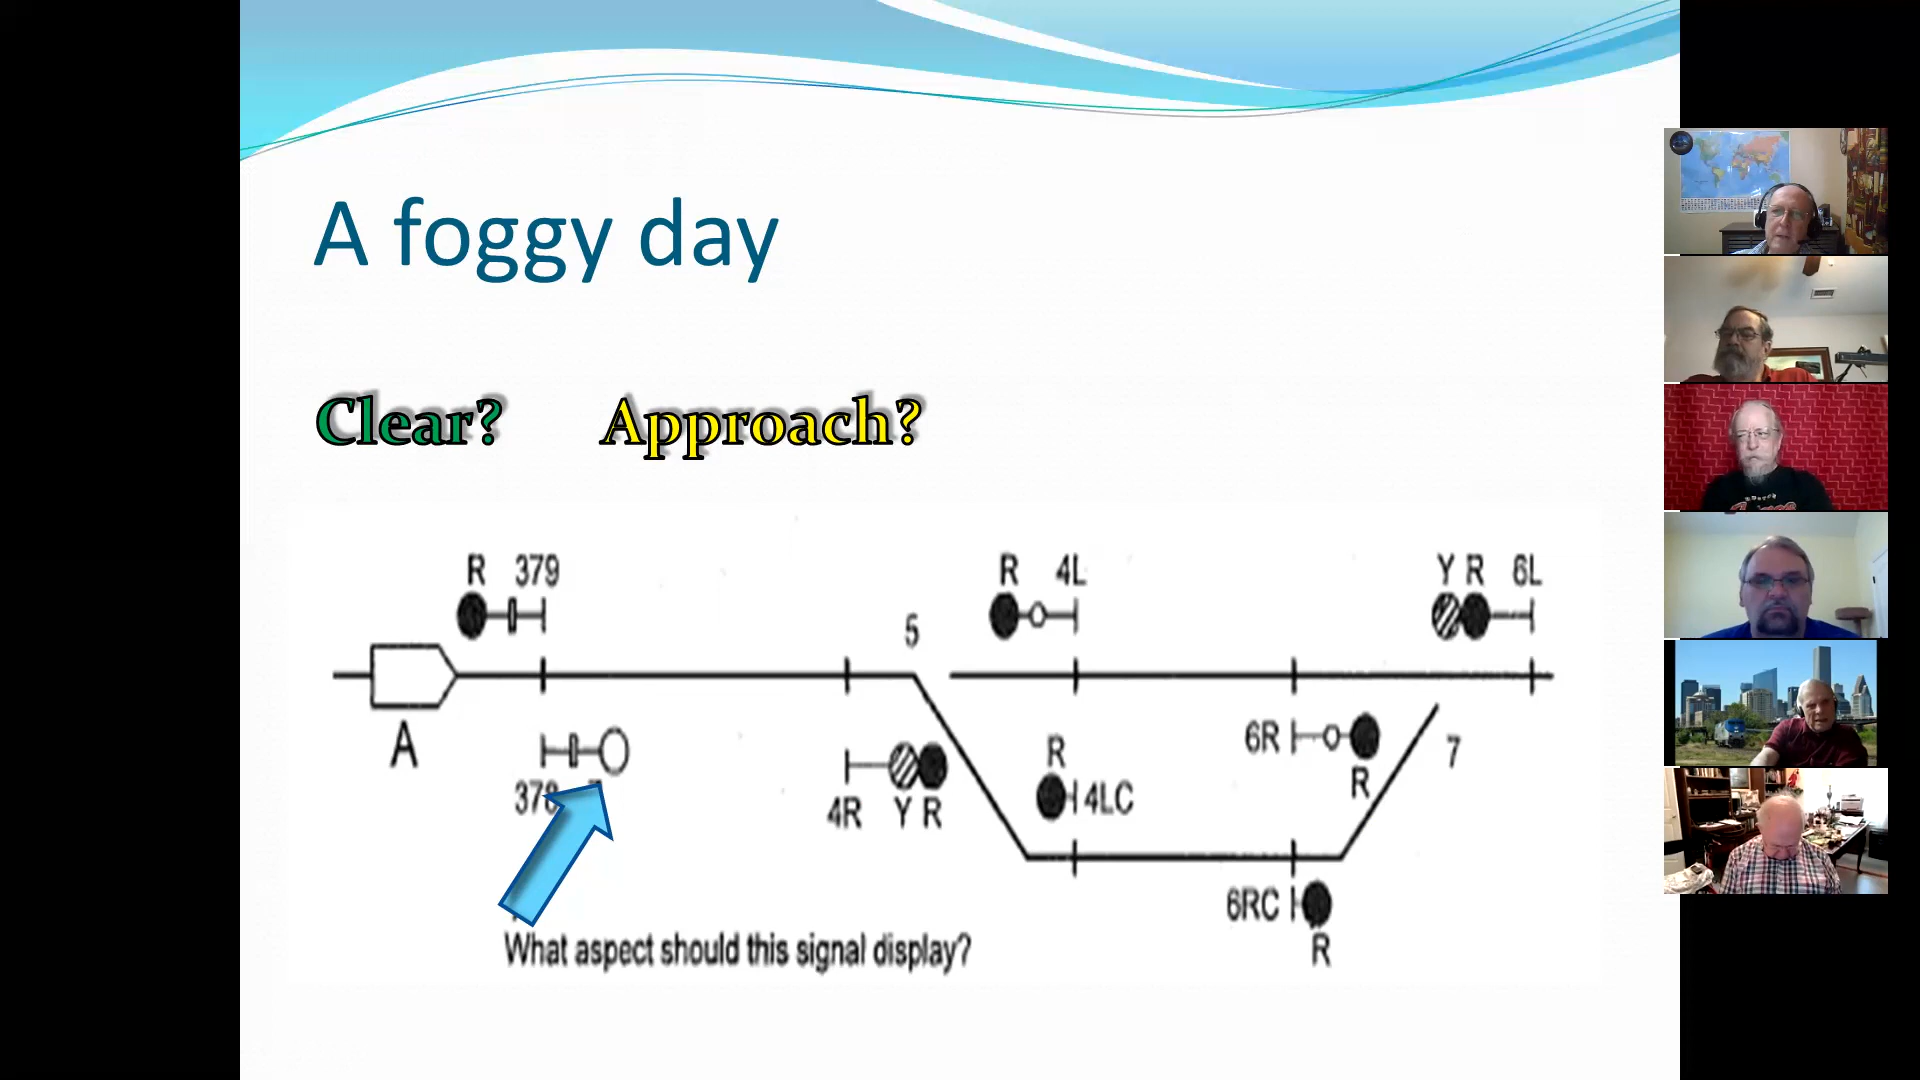 A foggy day
Clear? Approach?
R 379
R 4L
Y R 6L
5
A
378
4R Y R
R
4LC
6R
R
7
6RC
R
What aspect should this signal display?